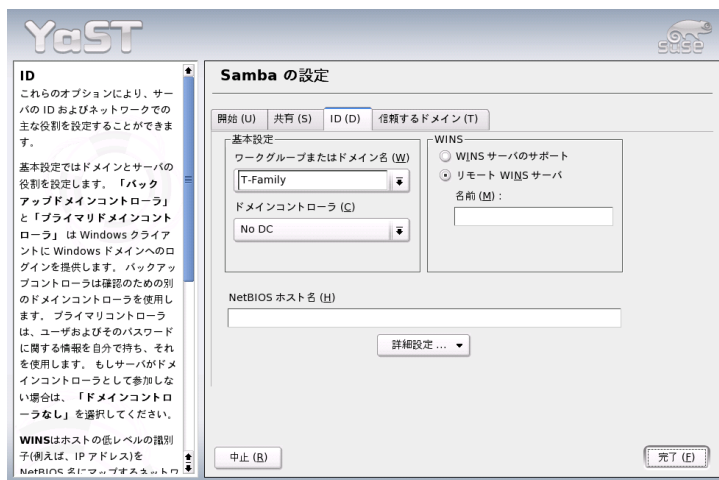 YaST
SUSE
ID
これらのオプションにより、サー
バの ID およびネットワークでの
主な役割を設定することができま
す。
基本設定ではドメインとサーバの
役割を設定します。 「バック
アップドメインコントローラ」
と「プライマリドメインコント
ローラ」 は Windows クライア
ントに Windows ドメインへのロ
グインを提供します。 バックアッ
プコントローラは確認のための別
のドメインコントローラを使用し
ます。 プライマリコントローラ
は、ユーザおよびそのパスワード
に関する情報を自分で持ち、それ
を使用します。 もしサーバがドメ
インコントローラとして参加しな
い場合は、 「ドメインコントロ
ーラなし」 を選択してください。
WINSはホストの低レベルの識別
子(例えば、IP アドレス)を
NetBIOS 名にマップするネットワ
Samba の設定
開始 (U) 共有 (S) ID (D) 信頼するドメイン (T)
基本設定
ワークグループまたはドメイン名 (W)
T-Family
ドメインコントローラ (C)
No DC
WINS
WINS サーバのサポート
リモート WINS サーバ
名前 (M) :
NetBIOS ホスト名 (H)
詳細設定 ...
中止 (R)
完了 (F)